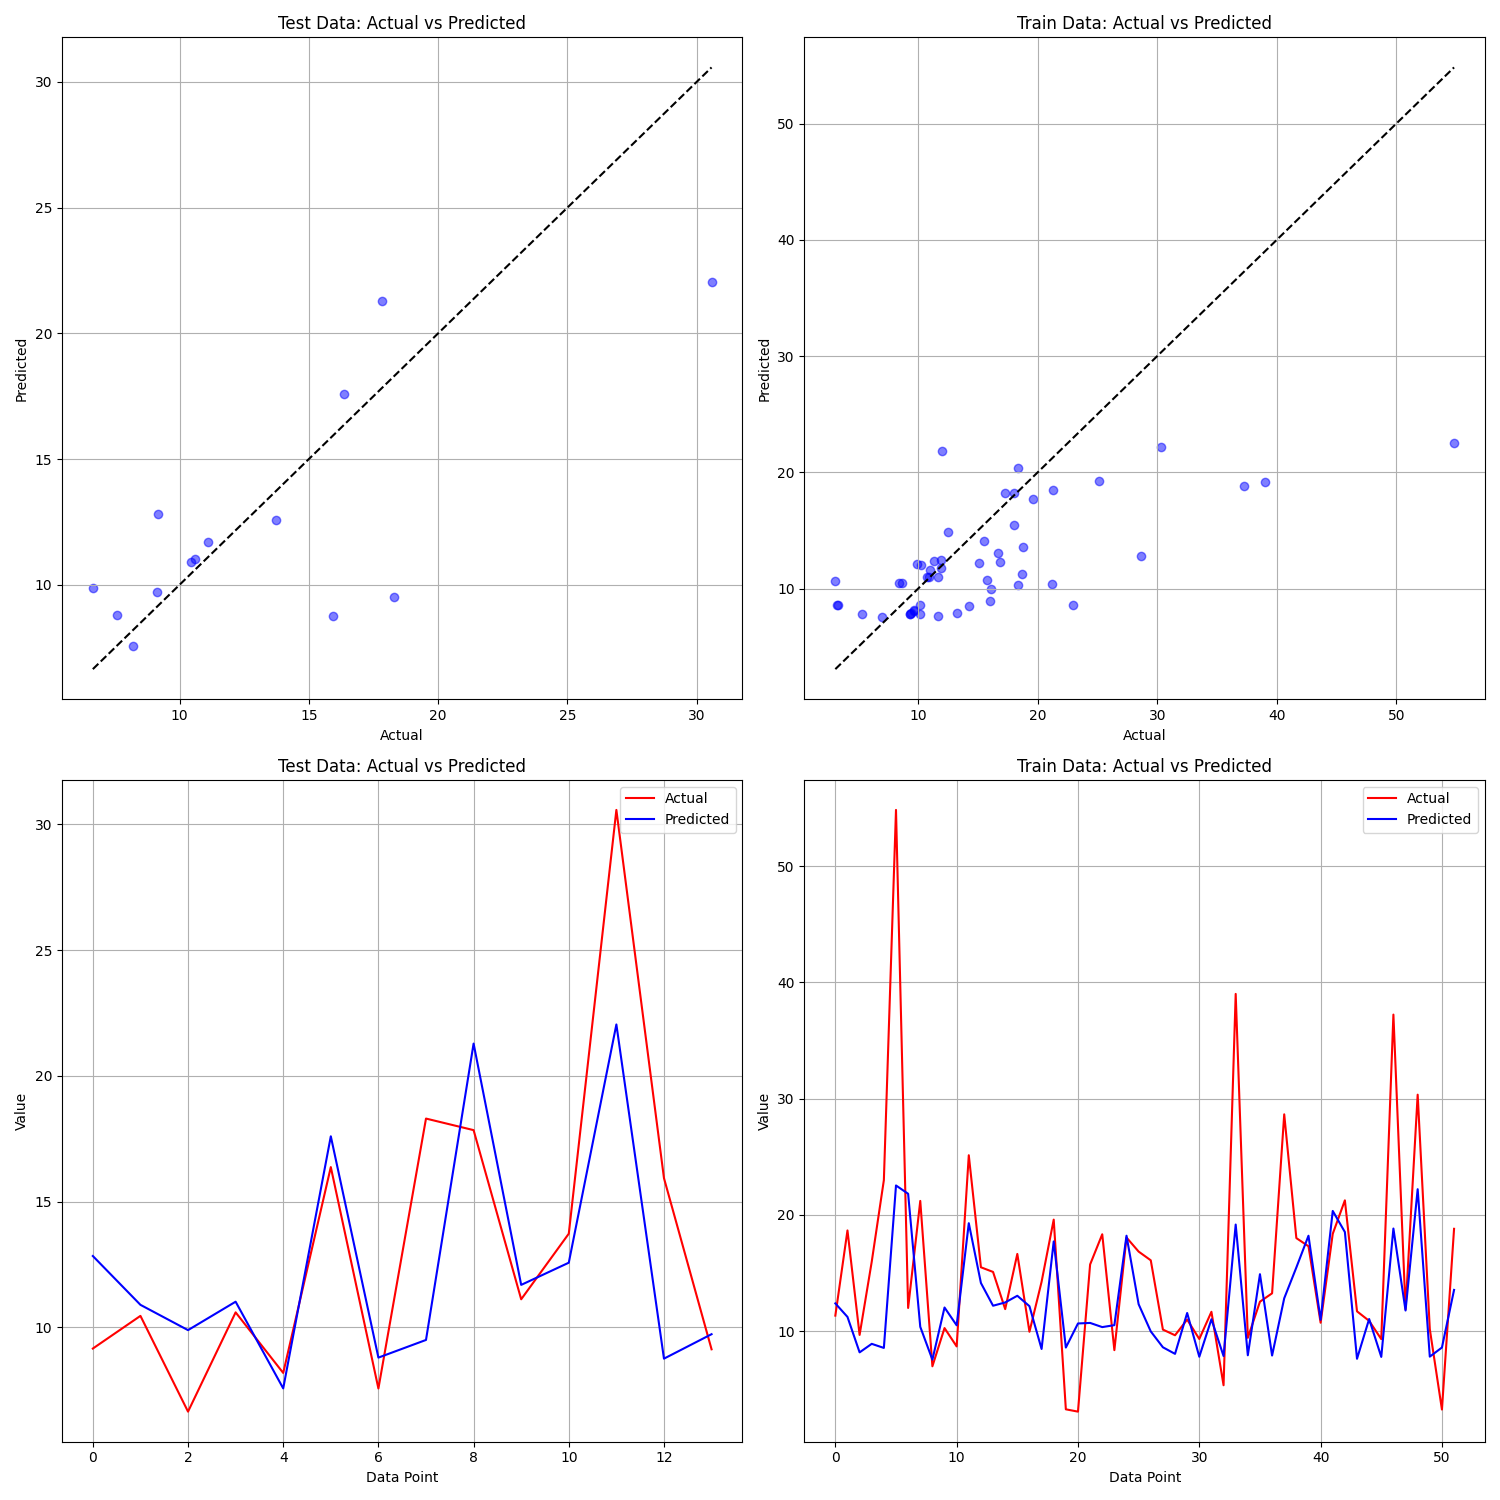 Test Data: Actual vs Predicted
30
25
20
15
10
Predicted
10 15 20 25 30
Actual
Train Data: Actual vs Predicted
50
40
30
20
10
Predicted
10 20 30 40 50
Actual
Test Data: Actual vs Predicted
Actual
Predicted
30
25
20
15
10
Value
0 2 4 6 8 10 12
Data Point
Train Data: Actual vs Predicted
Actual
Predicted
50
40
30
20
10
Value
0 10 20 30 40 50
Data Point